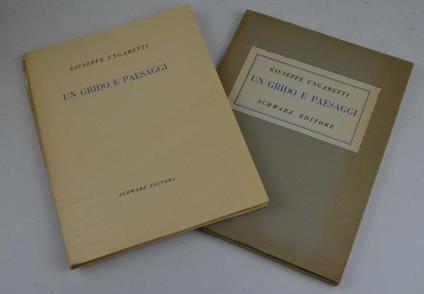 GIUSEPPE UNGARETTI
UN GRIDO E PAESAGGI
SCHWARZ EDITORE
GIUSEPPE UNGARETTI
UN GRIDO E PAESAGGI
SCHWARZ EDITORE